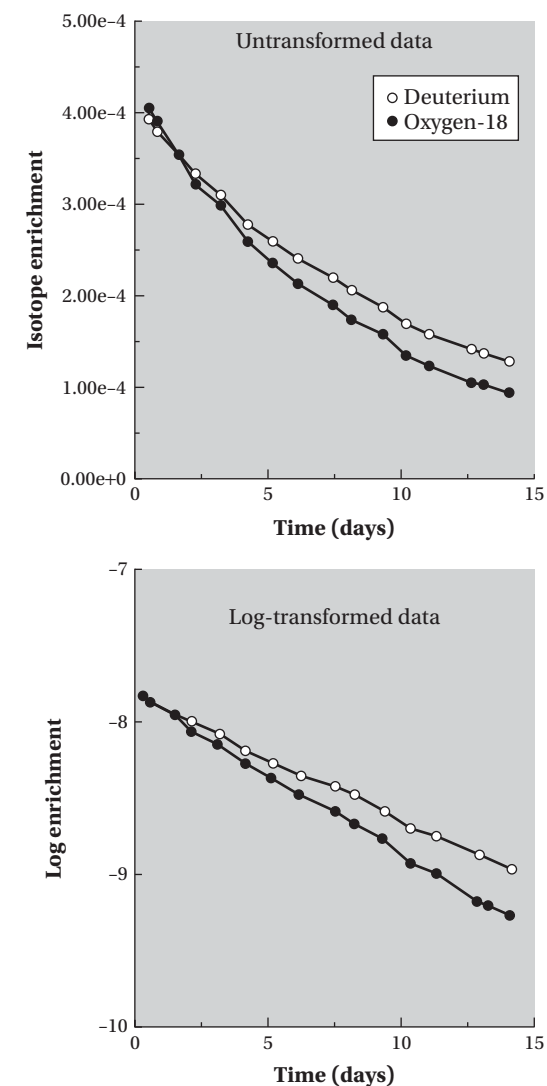 Untransformed data
Deuterium
Oxygen-18
Isotope enrichment
5.00e–4
4.00e–4
3.00e–4
2.00e–4
1.00e–4
0.00e+0
0 5 10 15
Time (days)
Log-transformed data
Log enrichment
–7
–8
–9
–10
0 5 10 15
Time (days)